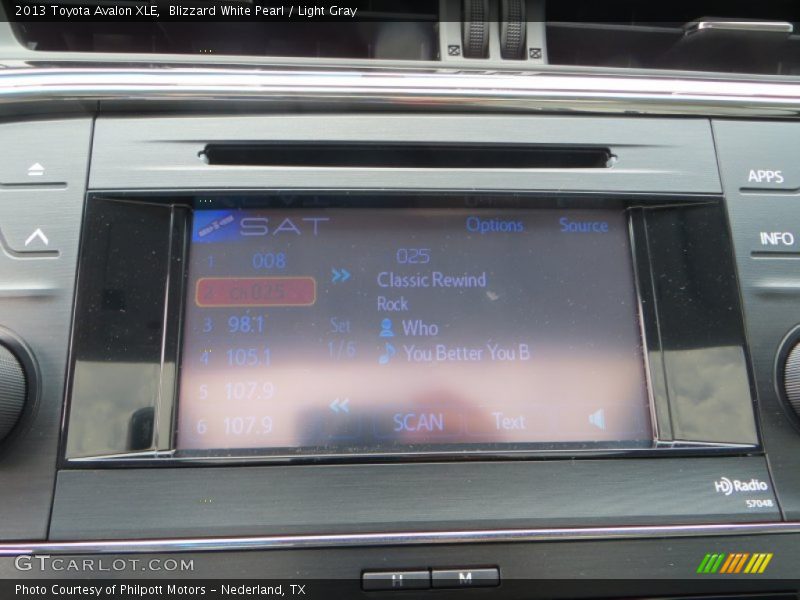 2013 Toyota Avalon XLE,  Blizzard White Pearl / Light Gray
APPS
INFO
SAT Options Source
1 008 025
2 Ch025 Classic Rewind
Rock
3 98.1 Set Who
4 105.1 1/6 You Better You B
5 107.9
6 107.9 SCAN Text
HD Radio
57048
H M
GTCARLOT.COM
Photo Courtesy of Philpott Motors - Nederland, TX